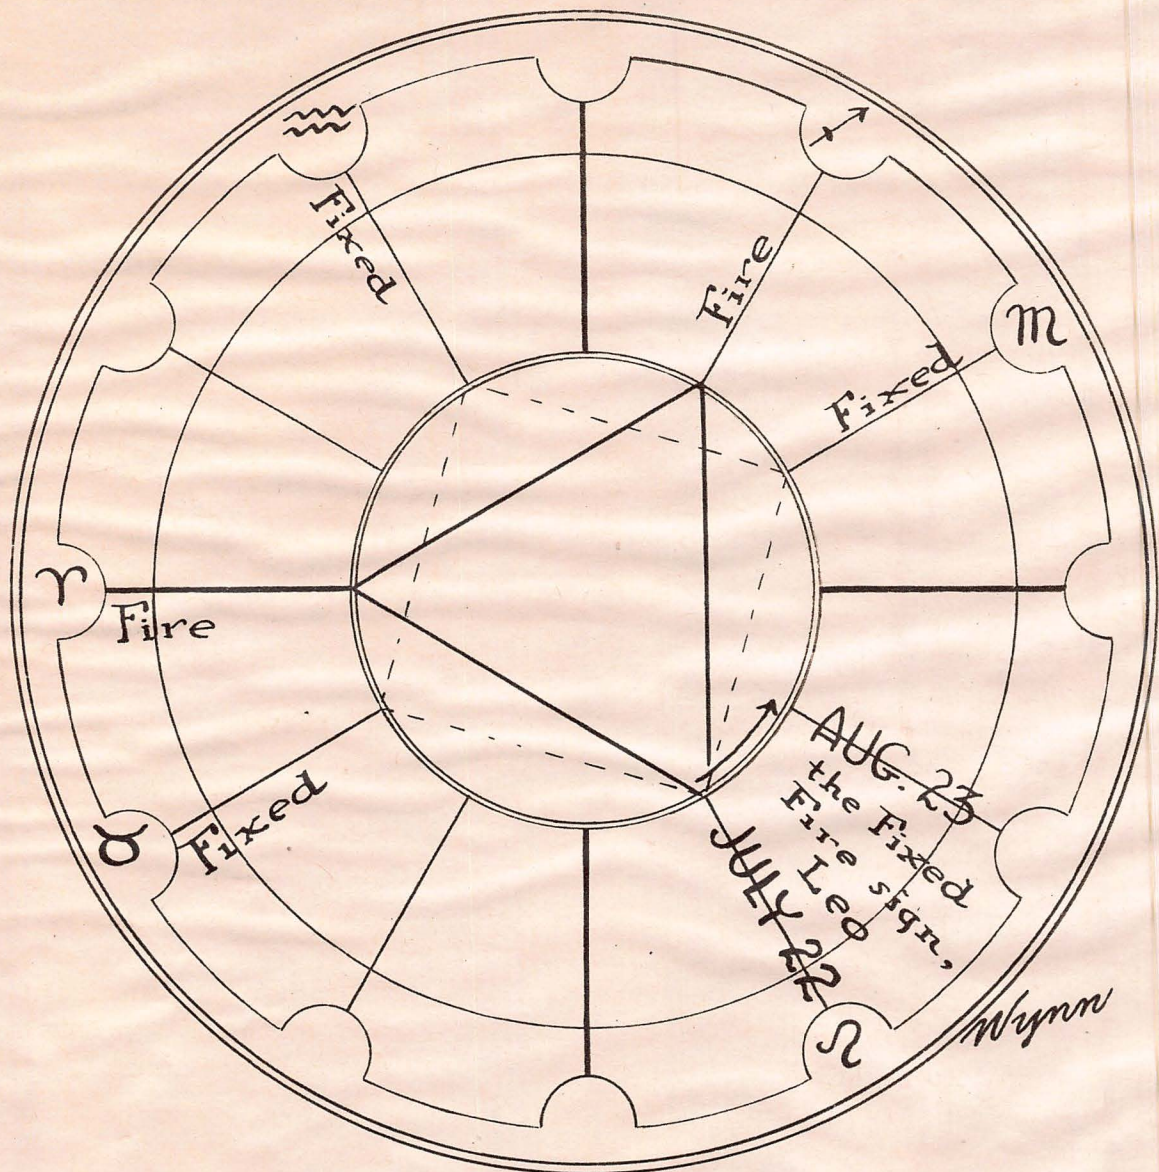 ♒
Fixed
♐
Fire
♏
Fixed
♈
Fire
♉
Fixed
AUG. 23
the Fixed
Fire sign,
Leo
JULY 22
♌
Wynn